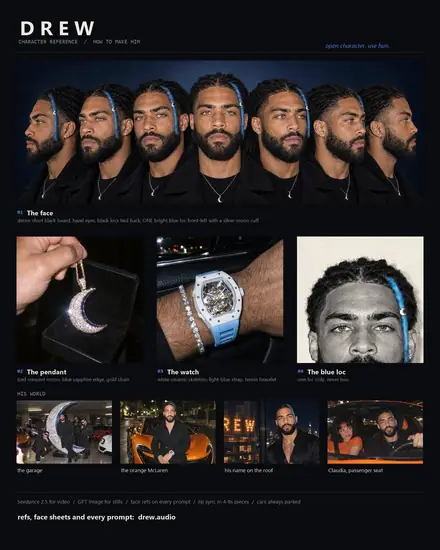 DREW
CHARACTER REFERENCE / HOW TO MAKE HIM
open character. use him.
01 The face
dense short black beard, hazel eyes, black locs tied back, ONE bright blue loc front-left with a silver moon cuff
02 The pendant
iced crescent moon, blue sapphire edge, gold chain
03 The watch
white ceramic skeleton, light-blue strap, tennis bracelet
04 The blue loc
one loc only, never two
HIS WORLD
REW
the garage
the orange McLaren
his name on the roof
Claudia, passenger seat
Seedance 2.5 for video / GPT Image for stills / face refs on every prompt / lip sync in 4-8s pieces / cars always parked
refs, face sheets and every prompt: drew.audio